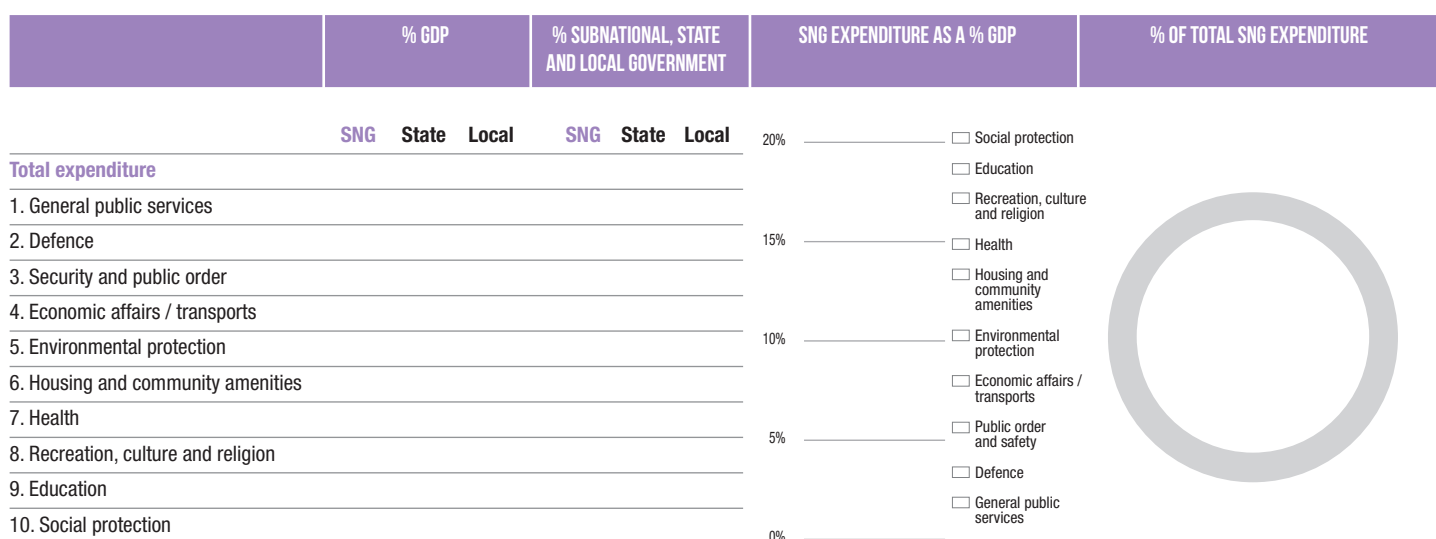 % GDP
% SUBNATIONAL, STATE
AND LOCAL GOVERNMENT
SNG EXPENDITURE AS A % GDP
% OF TOTAL SNG EXPENDITURE
SNG State Local SNG State Local
Total expenditure
1. General public services
2. Defence
3. Security and public order
4. Economic affairs / transports
5. Environmental protection
6. Housing and community amenities
7. Health
8. Recreation, culture and religion
9. Education
10. Social protection
20%
15%
10%
5%
0%
Social protection
Education
Recreation, culture
and religion
Health
Housing and
community
amenities
Environmental
protection
Economic affairs /
transports
Public order
and safety
Defence
General public
services